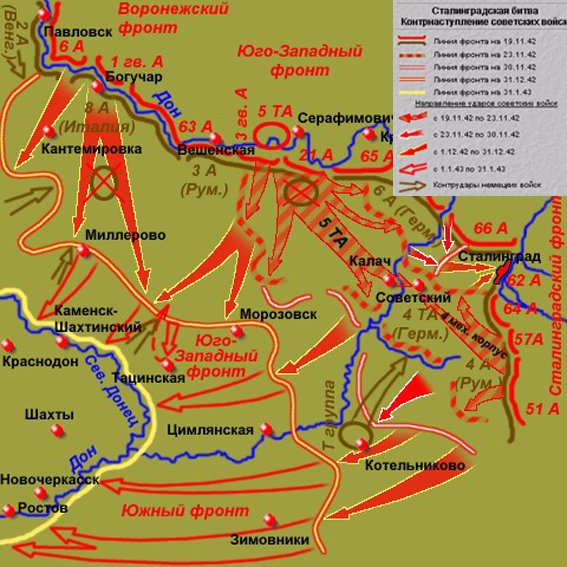 Сталинградская битва
Контрнаступление советских войск
Линия фронта на 19.11.42
Линия фронта на 23.11.42
Линия фронта на 30.11.42
Линия фронта на 31.12.42
Линия фронта на 31.1.43
Направление ударов советских войск
с 19.11.42 по 23.11.42
с 23.11.42 по 30.11.42
с 1.12.42 по 31.12.42
с 1.1.43 по 31.1.43
Контрудары немецких войск
Воронежский
фронт
2 А
(Венг.)
Павловск
6 А
1 гв. А
Богучар
Дон
Юго-Западный
фронт
8 А
(Италия)
Кантемировка
63 А
Вешенская
3 гв. А
5 ТА
Серафимович
21 А
65 А
3 А
(Рум.)
6 А (Герм.)
66 А
Сталинград
62 А
64 А
57А
51 А
Сталинградский фронт
5 ТА
Калач
Советский
4 ТА
(Герм.)
4 мех. корпус
4 А
(Рум.)
Миллерово
Каменск-
Шахтинский
Морозовск
Юго-
Западный
фронт
Тацинская
Краснодон
Сев. Донец
Шахты
Дон
Цимлянская
Т группа
Котельниково
Новочеркасск
Ростов
Южный фронт
Зимовники